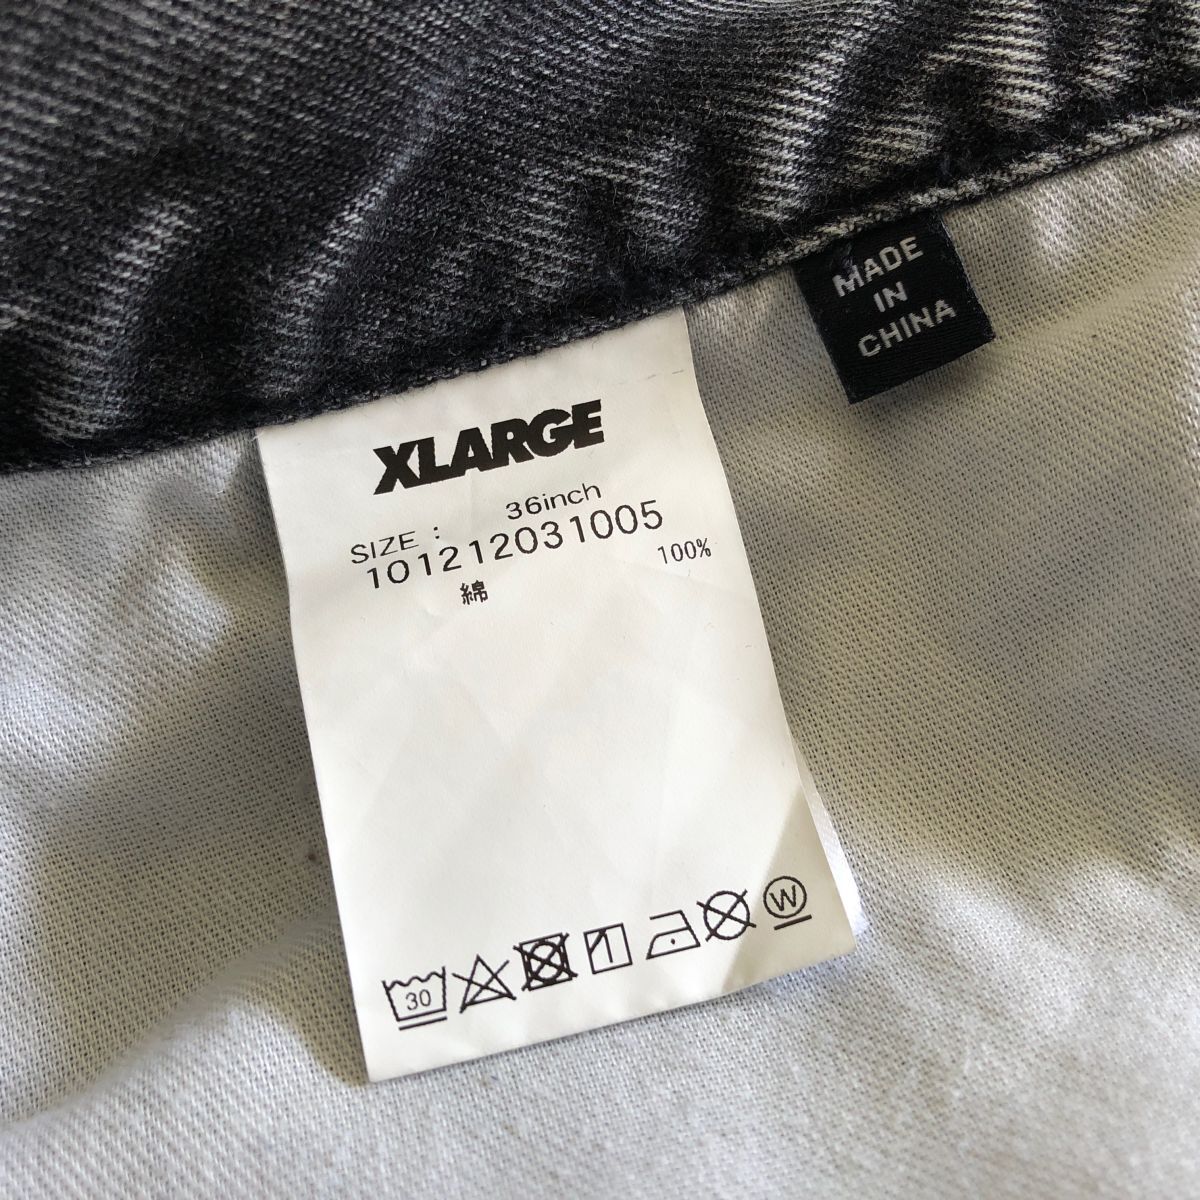 XLARGE
SIZE : 36inch
101212031005
綿 100%
30
W
MADE
IN
CHINA